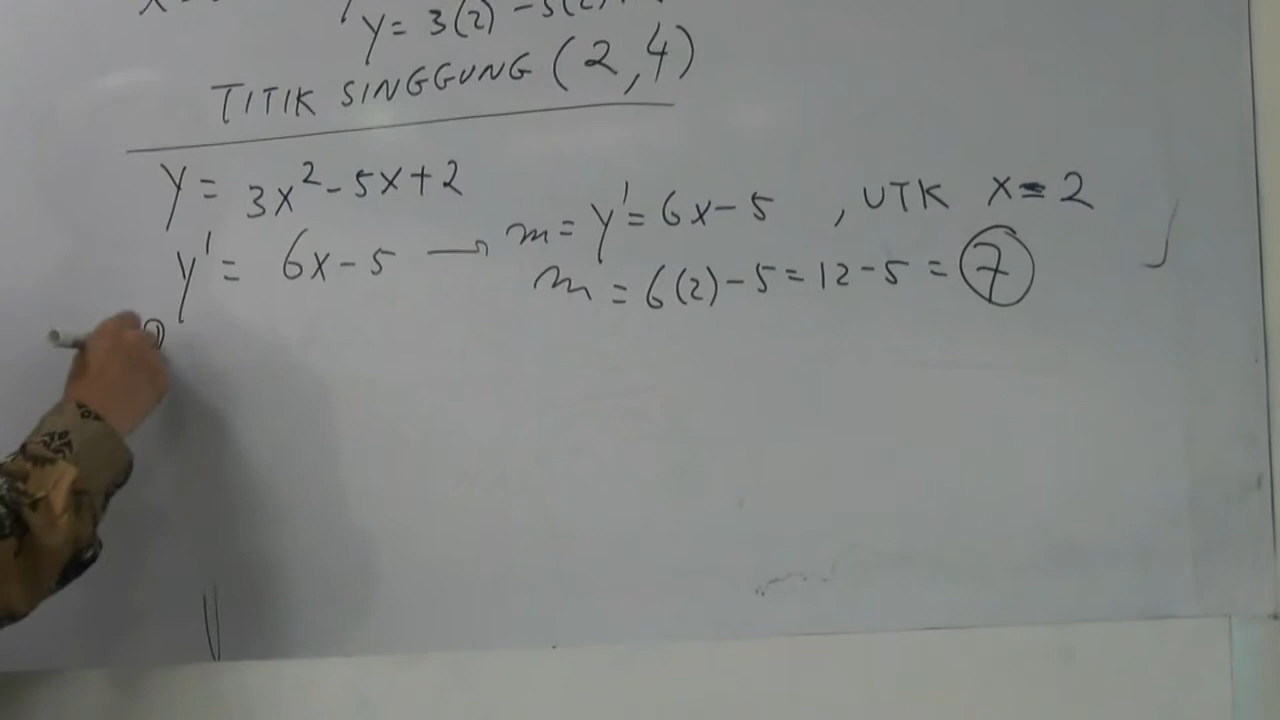 y= 3(2) -5(2)
TITIK SINGGUNG (2,4)
y= 3x²-5x+2
y'= 6x-5 → m= y'= 6x-5 , UTK x=2
m = 6(2)-5=12-5= 7